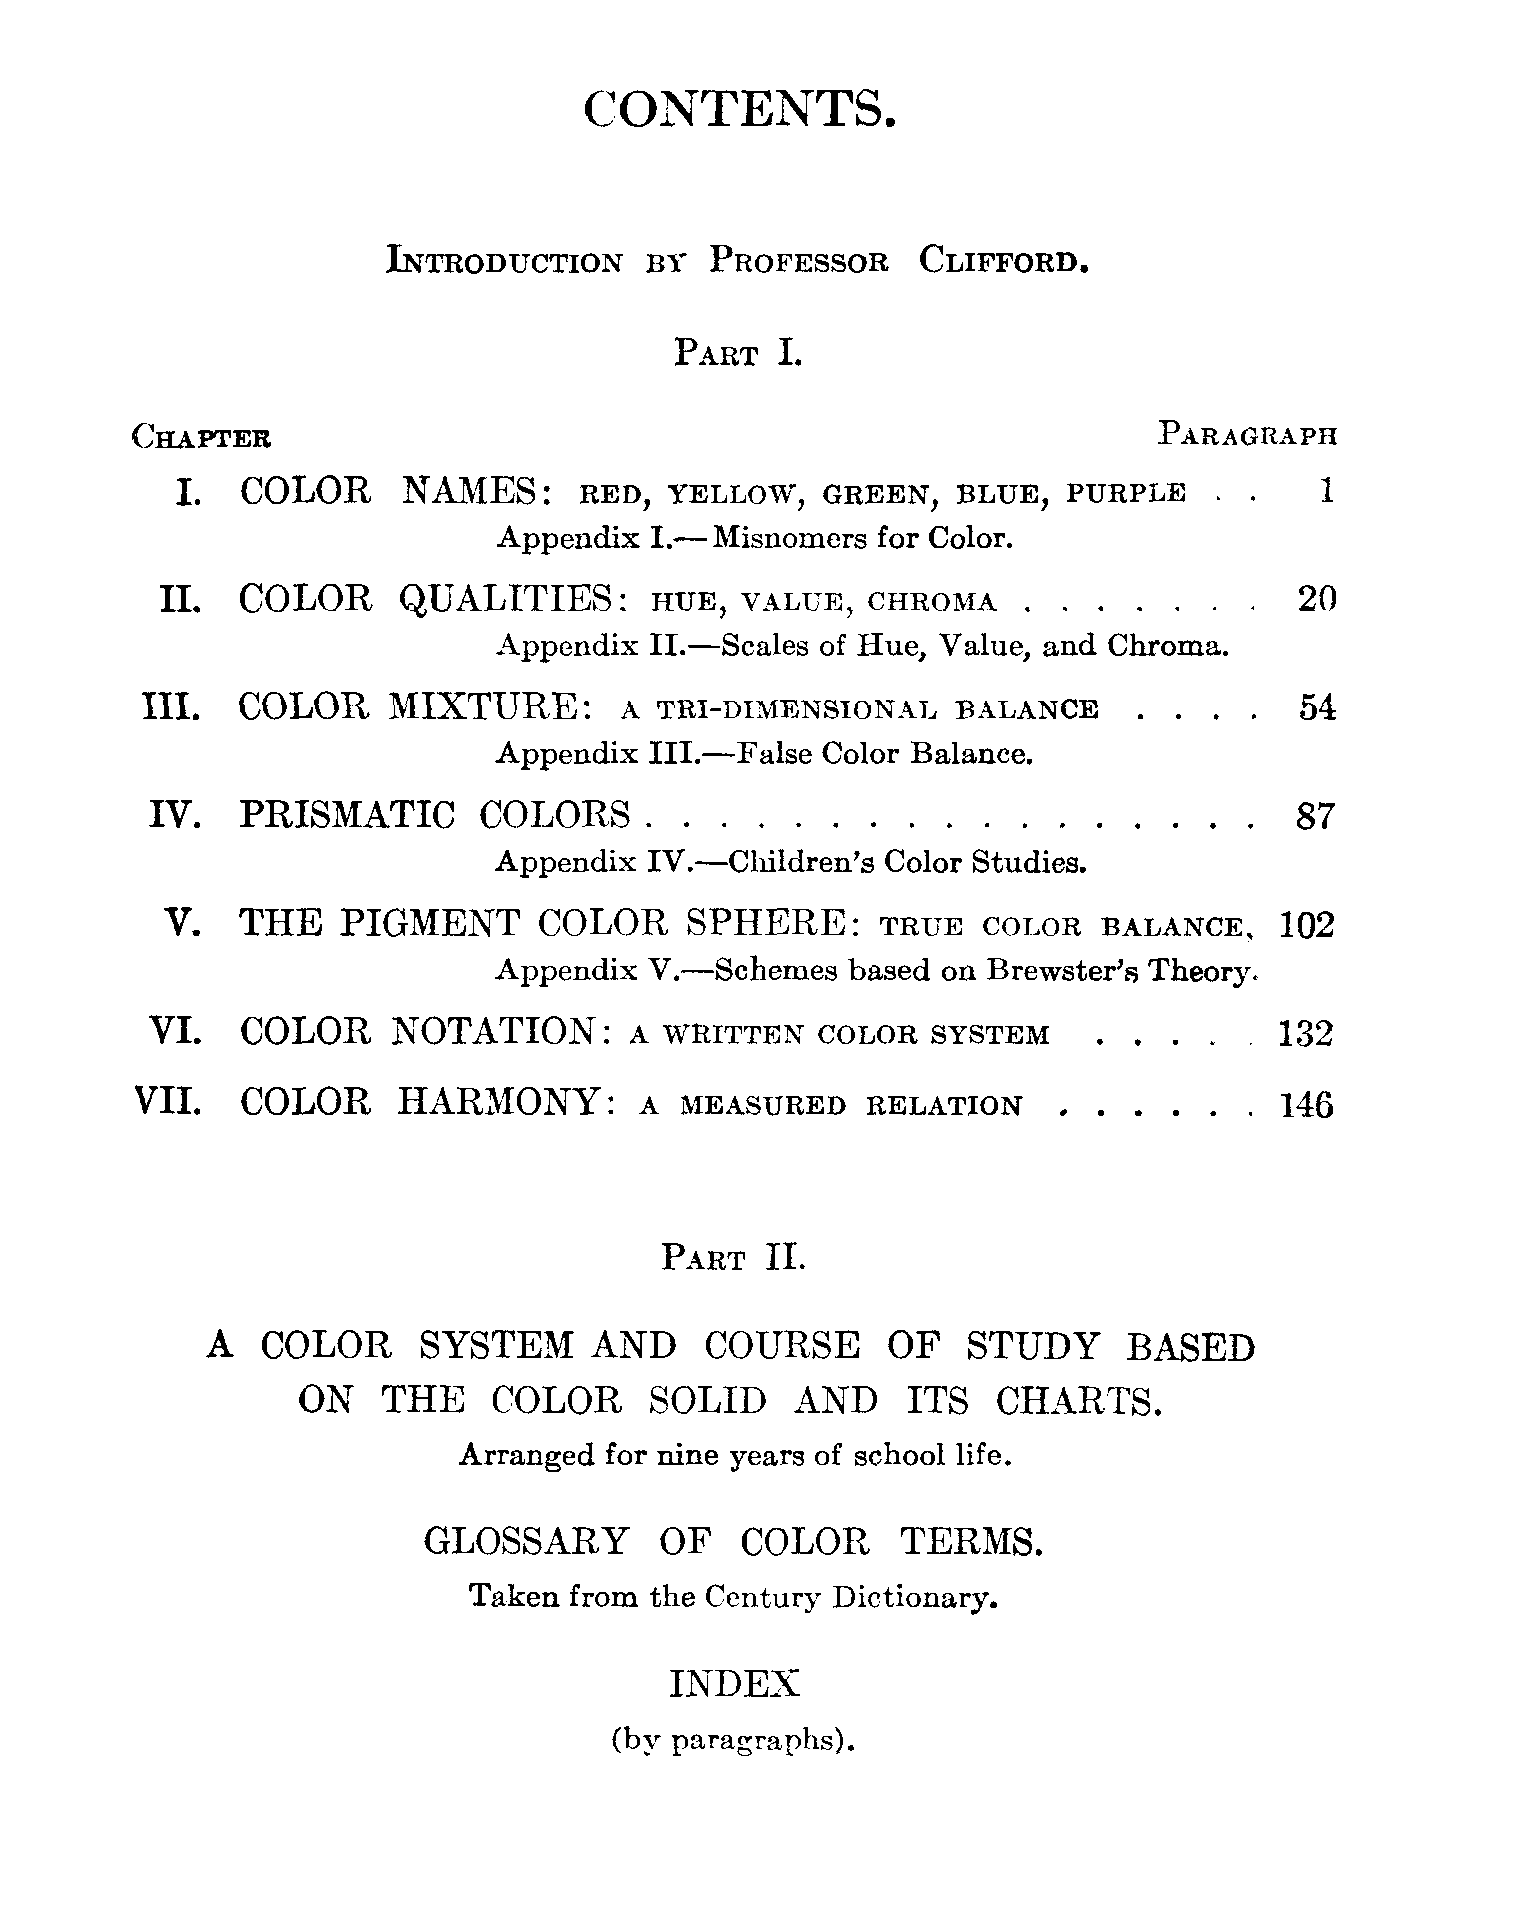 CONTENTS.
Introduction by Professor Clifford.
Part I.
Chapter Paragraph
I. COLOR NAMES: red, yellow, green, blue, purple . . 1
Appendix I.—Misnomers for Color.
II. COLOR QUALITIES: hue, value, chroma . . . . . . . 20
Appendix II.—Scales of Hue, Value, and Chroma.
III. COLOR MIXTURE: a tri-dimensional balance . . . . 54
Appendix III.—False Color Balance.
IV. PRISMATIC COLORS . . . . . . . . . . . . . . . . . 87
Appendix IV.—Children's Color Studies.
V. THE PIGMENT COLOR SPHERE: true color balance, 102
Appendix V.—Schemes based on Brewster's Theory.
VI. COLOR NOTATION: a written color system . . . . . 132
VII. COLOR HARMONY: a measured relation . . . . . . 146
Part II.
A COLOR SYSTEM AND COURSE OF STUDY BASED
ON THE COLOR SOLID AND ITS CHARTS.
Arranged for nine years of school life.
GLOSSARY OF COLOR TERMS.
Taken from the Century Dictionary.
INDEX
(by paragraphs).